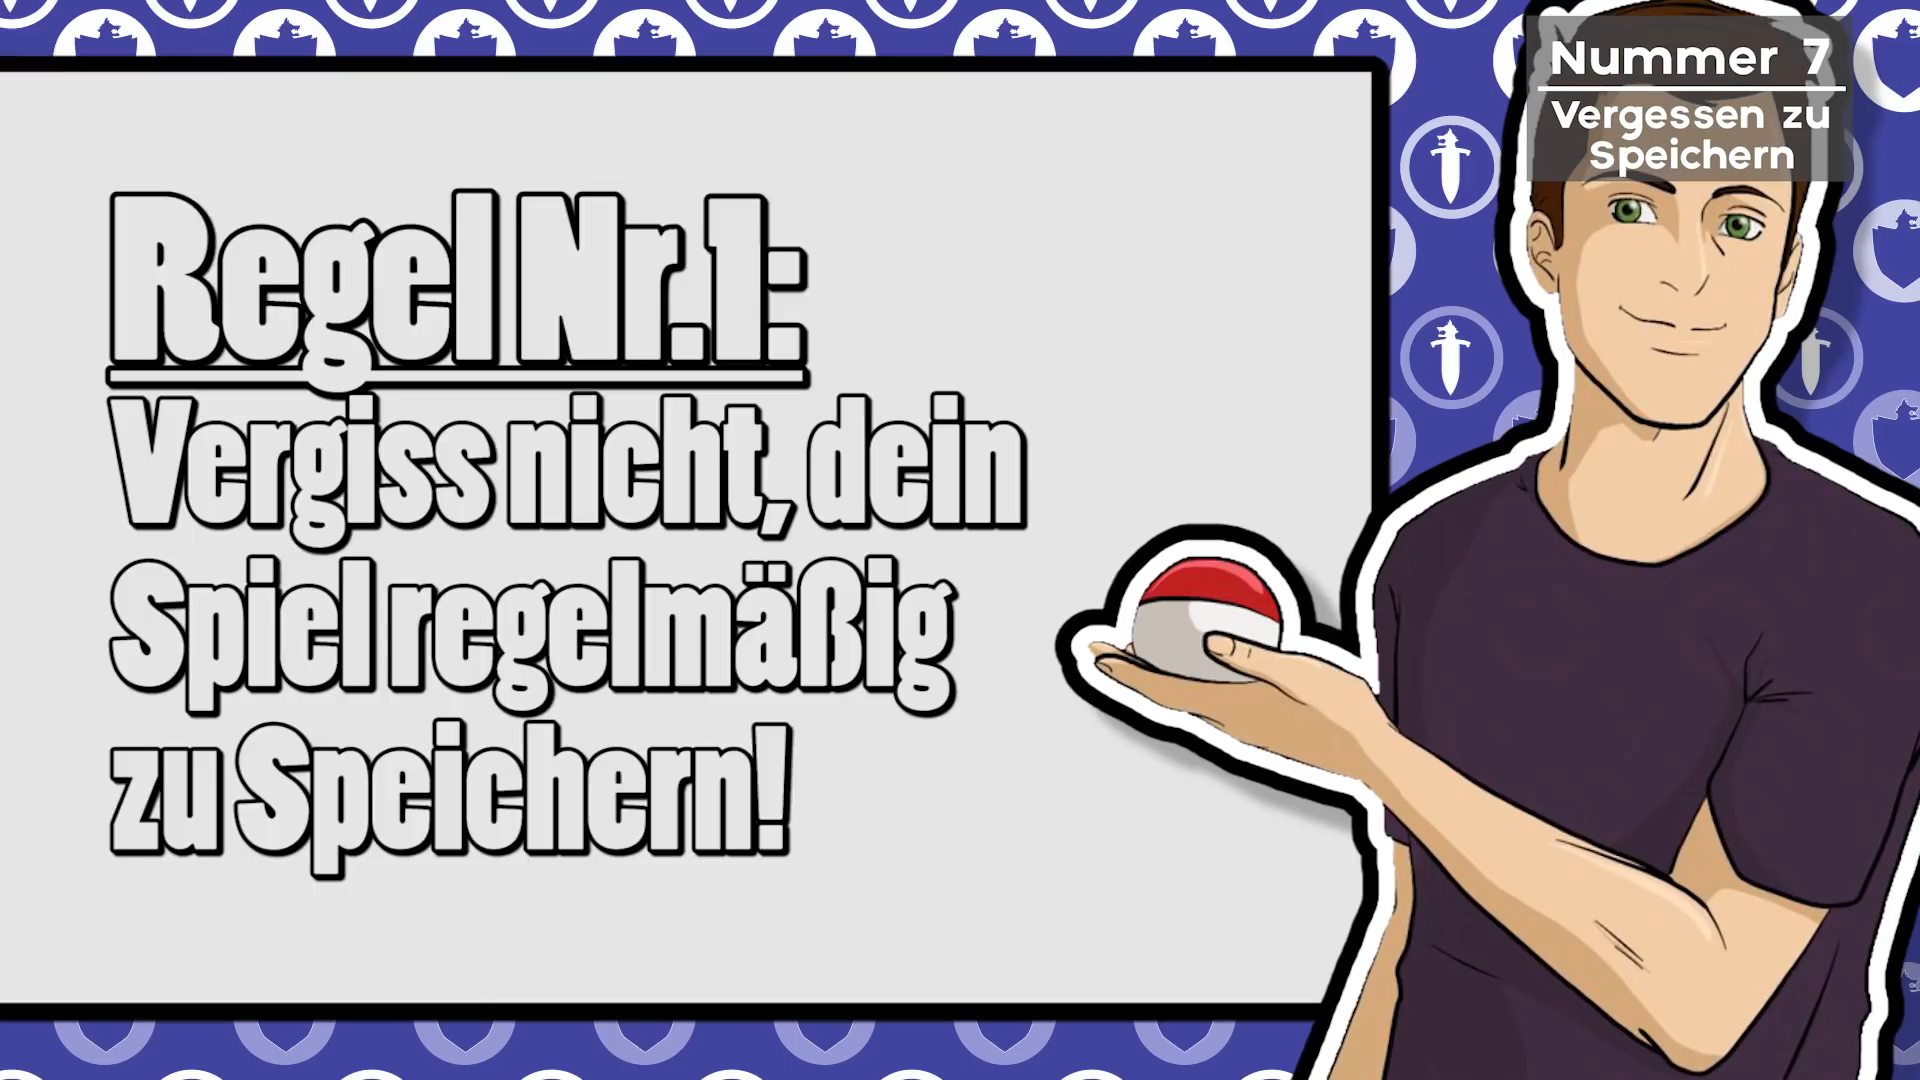 Nummer 7
Vergessen zu
Speichern
Regel Nr.1:
Vergiss nicht, dein
Spiel regelmäßig
zu Speichern!